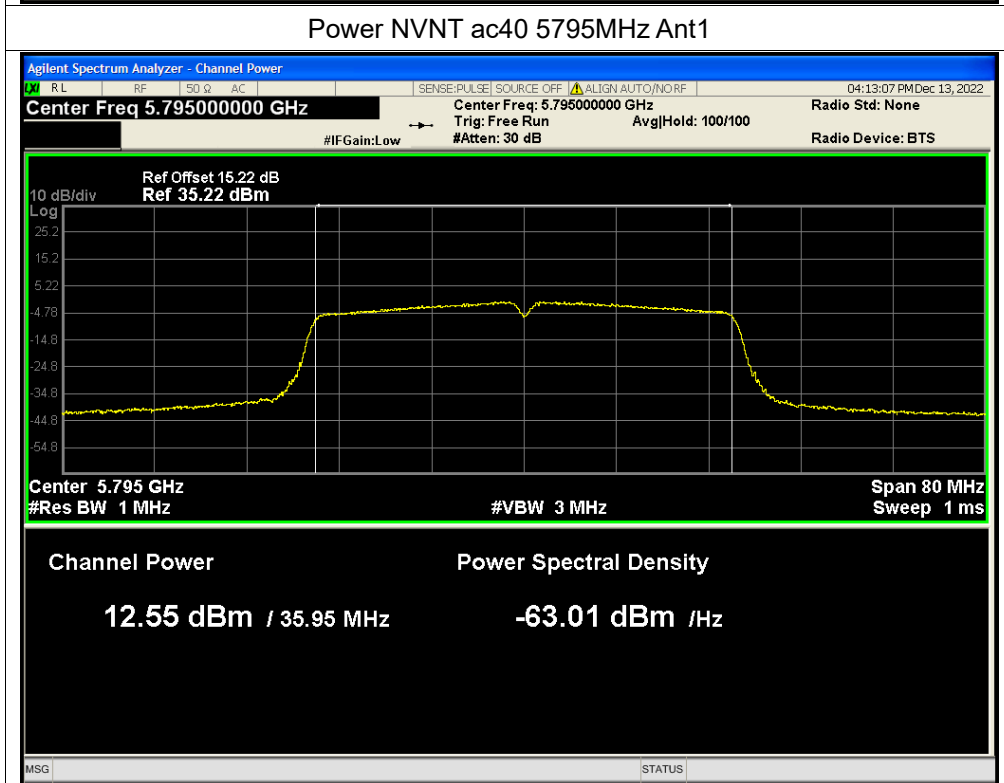 Power NVNT ac40 5795MHz Ant1
Agilent Spectrum Analyzer - Channel Power
LXI RL RF 50 Ω AC SENSE:PULSE SOURCE OFF ALIGN AUTO/NO RF 04:13:07 PM Dec 13, 2022
Center Freq 5.795000000 GHz Center Freq: 5.795000000 GHz Radio Std: None
Trig: Free Run Avg|Hold: 100/100
#IFGain:Low #Atten: 30 dB Radio Device: BTS
Ref Offset 15.22 dB
10 dB/div Ref 35.22 dBm
Log
25.2
15.2
5.22
-4.78
-14.8
-24.8
-34.8
-44.8
-54.8
Center 5.795 GHz Span 80 MHz
#Res BW 1 MHz #VBW 3 MHz Sweep 1 ms
Channel Power Power Spectral Density
12.55 dBm / 35.95 MHz -63.01 dBm /Hz
MSG STATUS